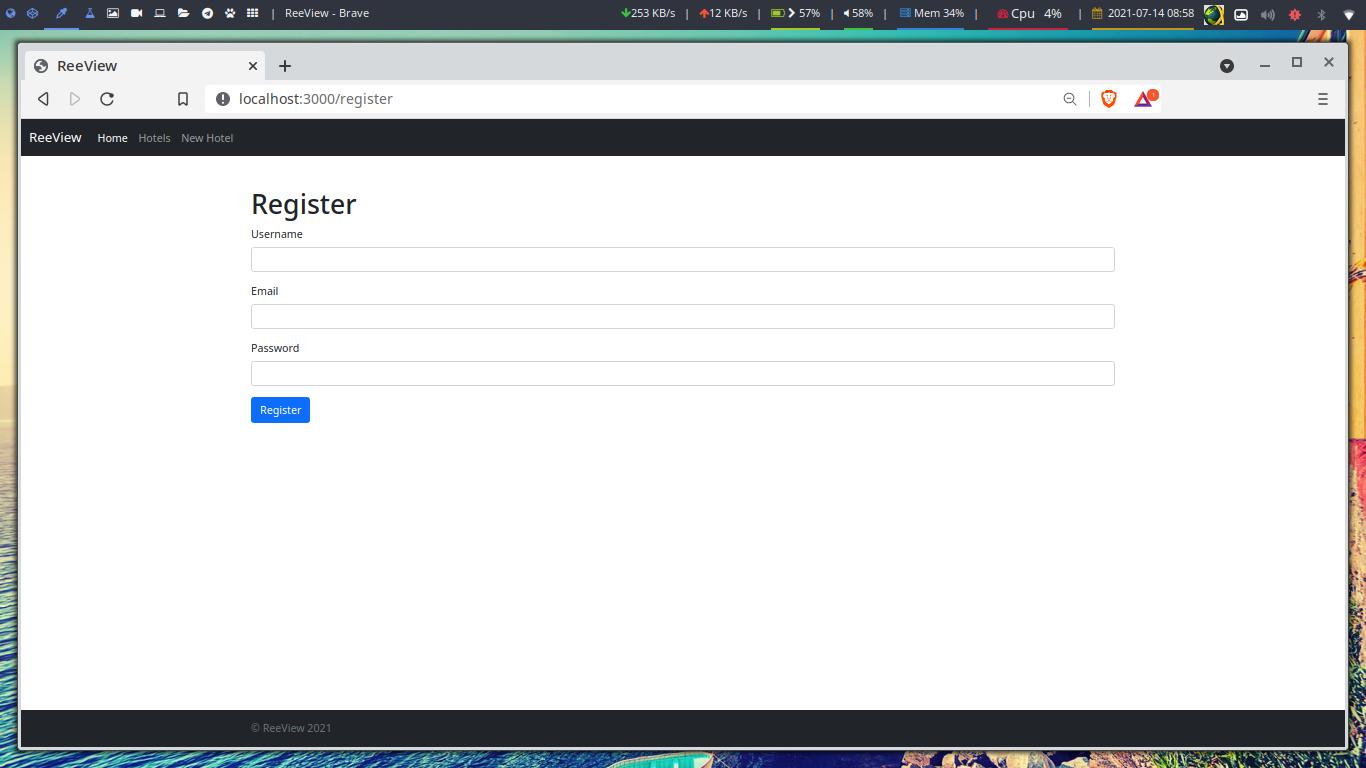 ReeView - Brave 253 KB/s | 12 KB/s | 57% | 58% | Mem 34% | Cpu 4% | 2021-07-14 08:58
ReeView
localhost:3000/register
1
ReeView Home Hotels New Hotel
Register
Username
Email
Password
Register
© ReeView 2021